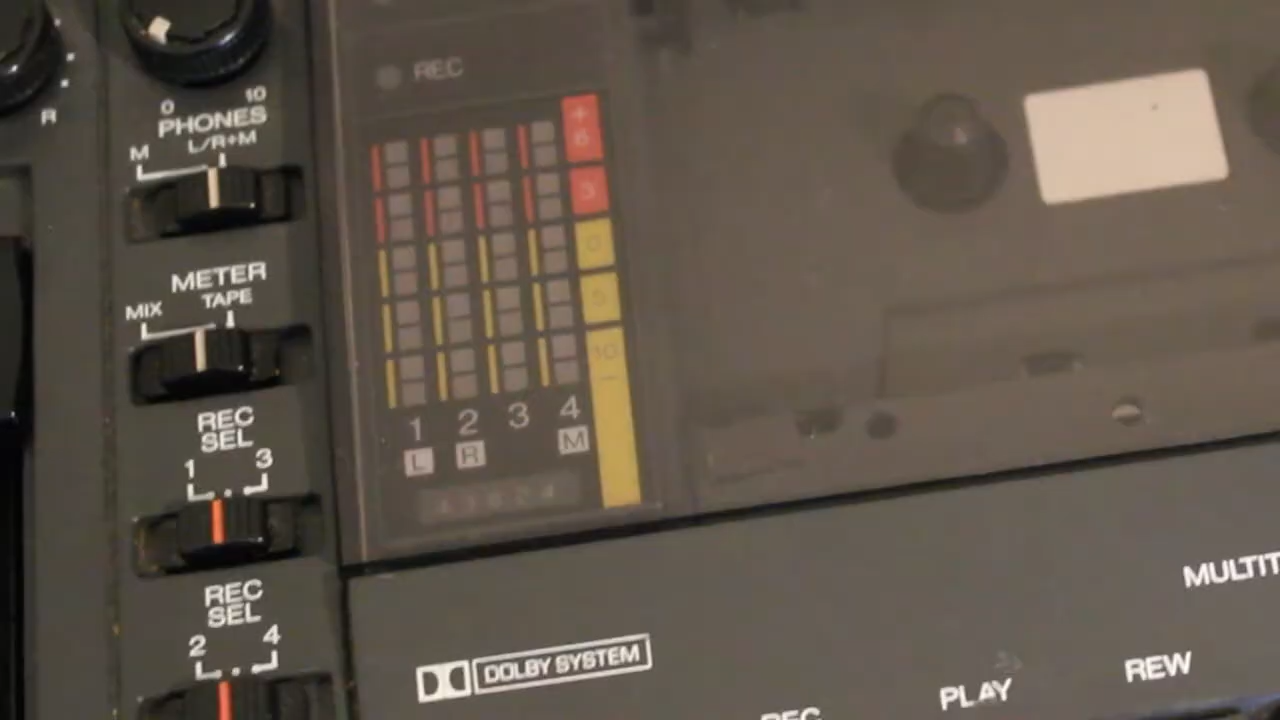 R
0 10
PHONES
M L/R+M
METER
MIX TAPE
REC
SEL
1 3
REC
SEL
2 4
REC
+
6
3
0
5
10
1 2 3 4
L R M
DOLBY SYSTEM
REC
PLAY
REW
MULTIT